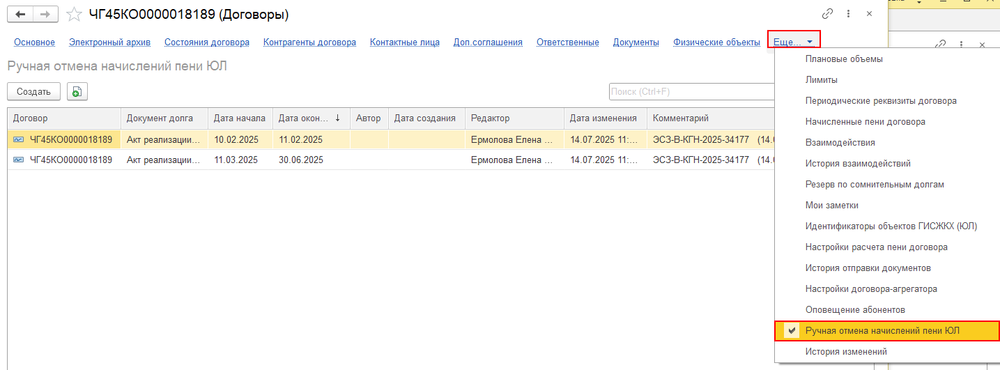 ЧГ45КО0000018189 (Договоры)
Основное Электронный архив Состояния договора Контрагенты договора Контактные лица Доп.соглашения Ответственные Документы Физические объекты Еще...
Ручная отмена начислений пени ЮЛ
Создать Поиск (Ctrl+F)
Договор Документ долга Дата начала Дата окон... ↓ Автор Дата создания Редактор Дата изменения Комментарий
ЧГ45КО0000018189 Акт реализации... 10.02.2025 11.02.2025 Ермолова Елена ... 14.07.2025 11:... ЭСЗ-В-КГН-2025-34177 (14.0
ЧГ45КО0000018189 Акт реализации... 11.03.2025 30.06.2025 Ермолова Елена ... 14.07.2025 11:... ЭСЗ-В-КГН-2025-34177 (14.0
Плановые объемы
Лимиты
Периодические реквизиты договора
Начисленные пени договора
Взаимодействия
История взаимодействий
Резерв по сомнительным долгам
Мои заметки
Идентификаторы объектов ГИСЖКХ (ЮЛ)
Настройки расчета пени договора
История отправки документов
Настройки договора-агрегатора
Оповещение абонентов
Ручная отмена начислений пени ЮЛ
История изменений